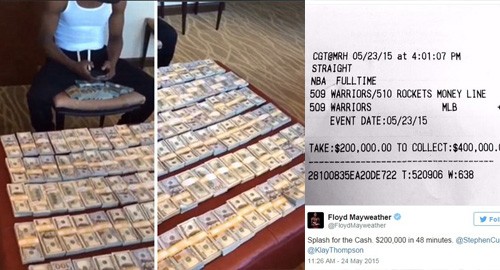 CGT@MRH 05/23/15 at 4:01:07 PM
STRAIGHT
NBA FULLTIME
509 WARRIORS/510 ROCKETS MONEY LINE
509 WARRIORS MLB
EVENT DATE:05/23/15
TAKE:$200,000.00 TO COLLECT:$400,000.0
28100835EA20DE722 T:520906 W:638
Floyd Mayweather
@FloydMayweather
Fol
Splash for the Cash. $200,000 in 48 minutes. @StephenCu
@KlayThompson
11:26 AM - 24 May 2015